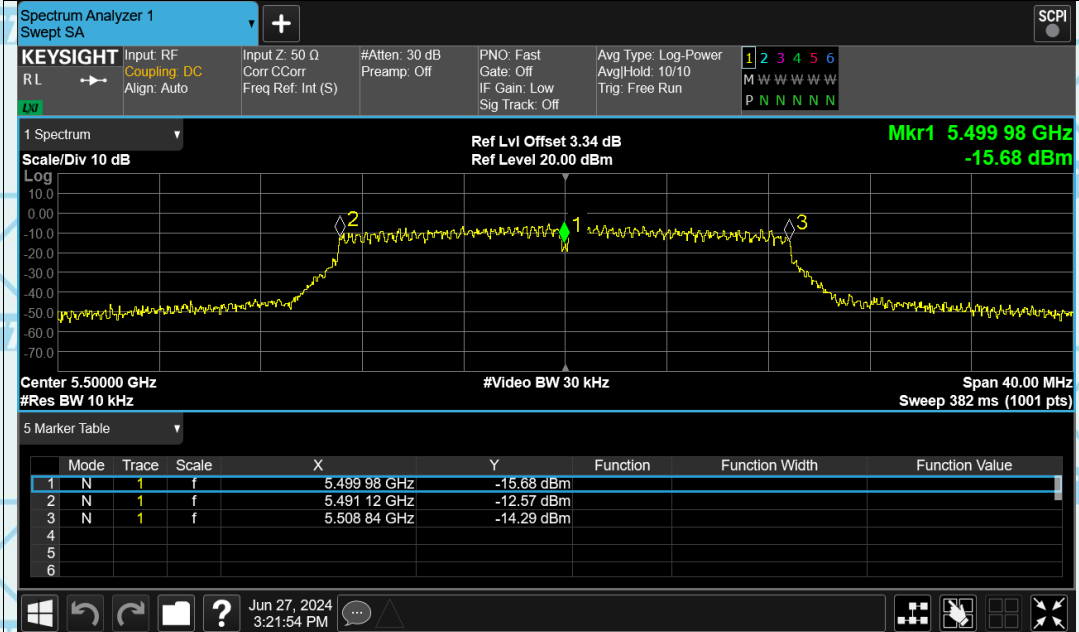 Spectrum Analyzer 1
Swept SA
+
SCPI
KEYSIGHT
R L
LXI
Input: RF
Coupling: DC
Align: Auto
Input Z: 50 Ω
Corr CCorr
Freq Ref: Int (S)
#Atten: 30 dB
Preamp: Off
PNO: Fast
Gate: Off
IF Gain: Low
Sig Track: Off
Avg Type: Log-Power
Avg|Hold: 10/10
Trig: Free Run
1 2 3 4 5 6
M W W W W W
P N N N N N
1 Spectrum
Scale/Div 10 dB
Ref Lvl Offset 3.34 dB
Ref Level 20.00 dBm
Mkr1 5.499 98 GHz
-15.68 dBm
Log
10.0
0.00
-10.0
-20.0
-30.0
-40.0
-50.0
-60.0
-70.0
2
1
3
Center 5.50000 GHz
#Video BW 30 kHz
Span 40.00 MHz
#Res BW 10 kHz
Sweep 382 ms (1001 pts)
5 Marker Table
Mode Trace Scale X Y Function Function Width Function Value
1 N 1 f 5.499 98 GHz -15.68 dBm
2 N 1 f 5.491 12 GHz -12.57 dBm
3 N 1 f 5.508 84 GHz -14.29 dBm
4
5
6
?
Jun 27, 2024
3:21:54 PM